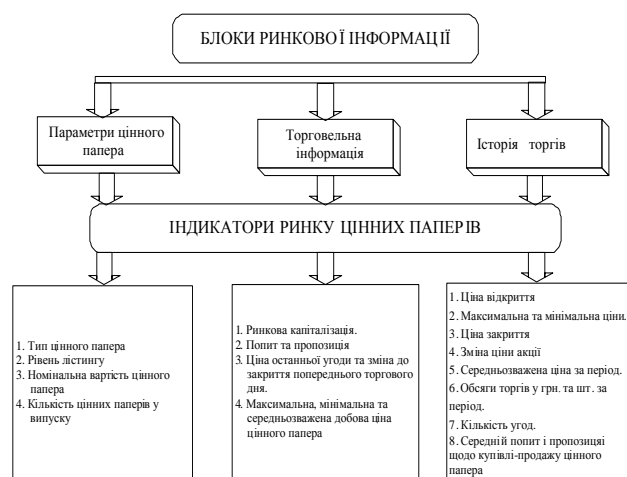 БЛОКИ РИНКОВОЇ ІНФОРМАЦІЇ
Параметри цінного
папера
Торговельна
інформація
Історія торгів
ІНДИКАТОРИ РИНКУ ЦІННИХ ПАПЕРІВ
1. Тип цінного папера
2. Рівень лістингу
3. Номінальна вартість цінного
папера
4. Кількість цінних паперів у
випуску
1. Ринкова капіталізація.
2. Попит та пропозиція
3. Ціна останньої угоди та зміна до
закриття попереднього торгового
дня.
4. Максимальна, мінімальна та
середньозважена добова ціна
цінного папера
1. Ціна відкриття
2. Максимальна та мінімальна ціни.
3. Ціна закриття
4. Зміна ціни акції
5. Середньозважена ціна за період.
6. Обсяги торгів у грн. та шт. за
період.
7. Кількість угод.
8. Середній попит і пропозиція
щодо купівлі-продажу цінного
папера